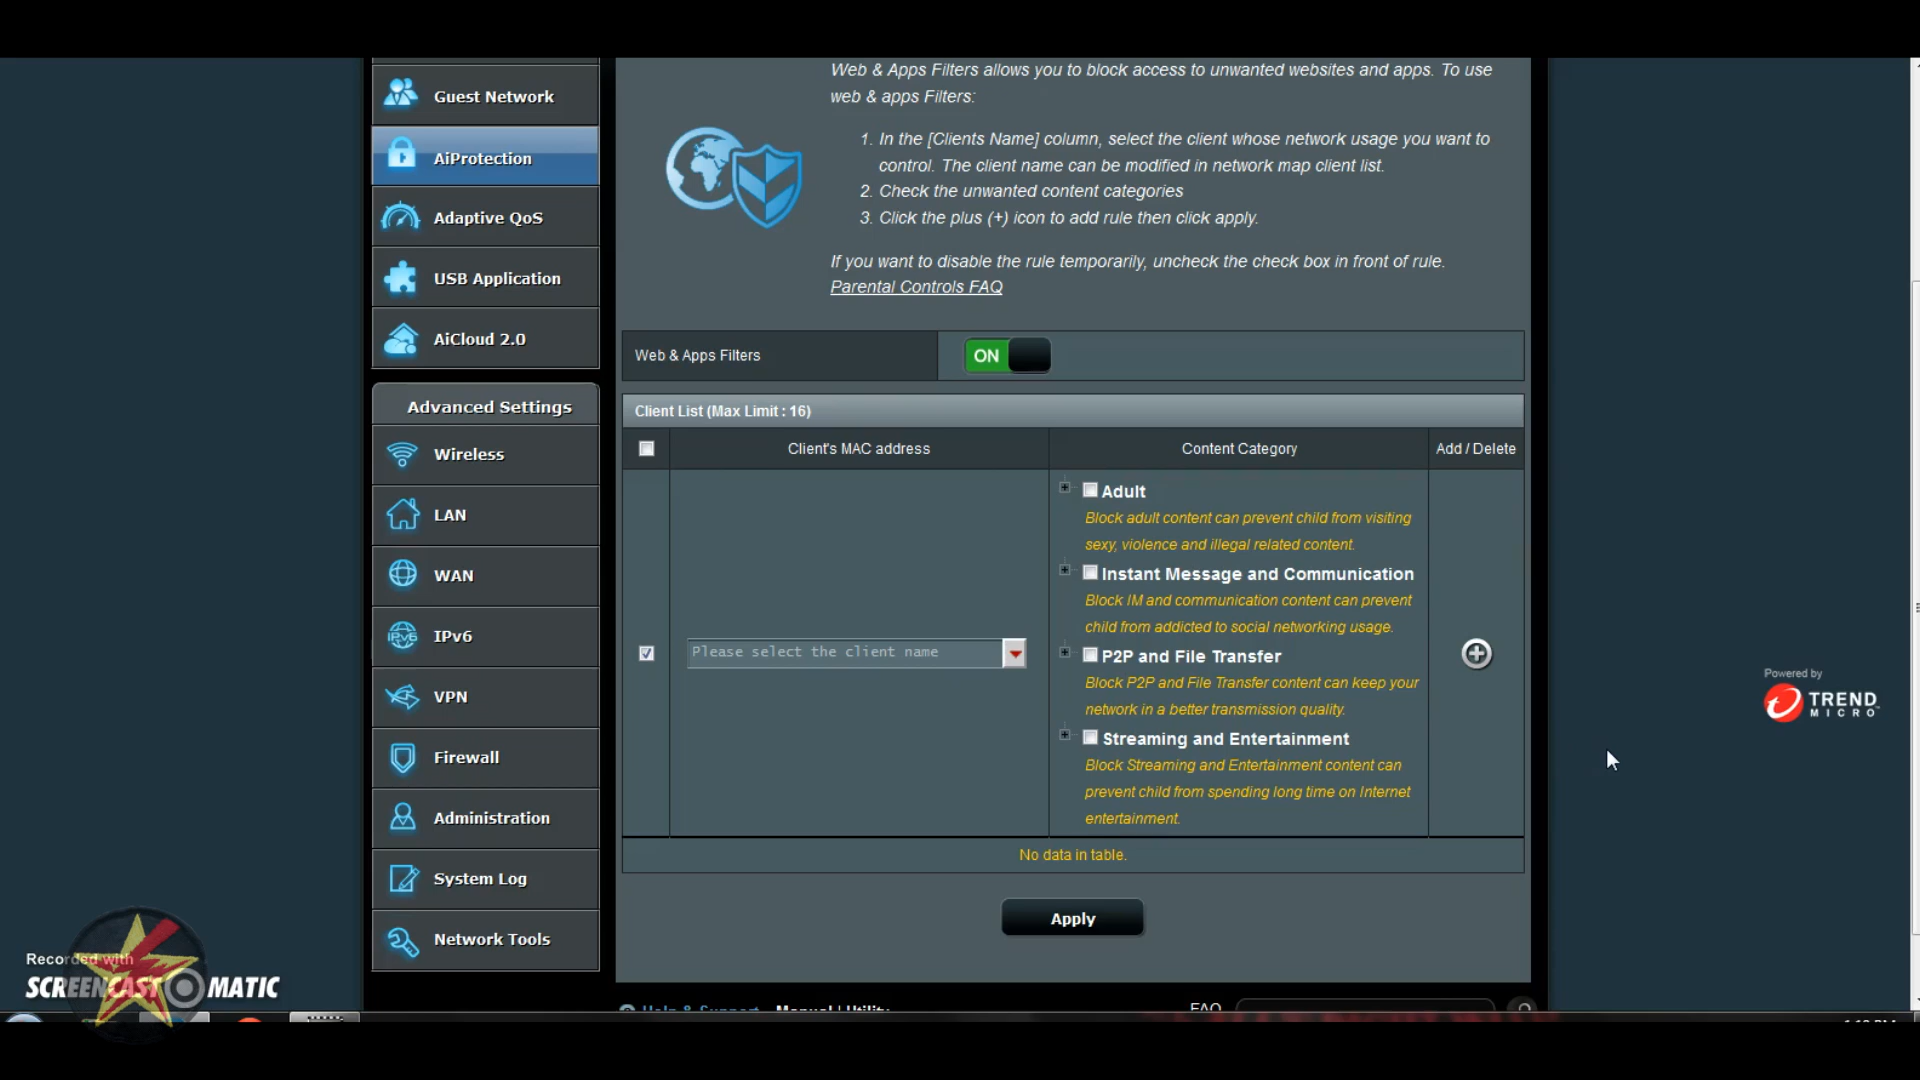 Web & Apps Filters allows you to block access to unwanted websites and apps. To use
web & apps Filters:
1. In the [Clients Name] column, select the client whose network usage you want to
control. The client name can be modified in network map client list.
2. Check the unwanted content categories
3. Click the plus (+) icon to add rule then click apply.
If you want to disable the rule temporarily, uncheck the check box in front of rule.
Parental Controls FAQ
Guest Network
AiProtection
Adaptive QoS
USB Application
AiCloud 2.0
Advanced Settings
Wireless
LAN
WAN
IPv6
IPv6
VPN
Firewall
Administration
System Log
Network Tools
Web & Apps Filters
ON
Client List (Max Limit : 16)
Client's MAC address
Content Category
Add / Delete
Please select the client name
Adult
Block adult content can prevent child from visiting
sexy, violence and illegal related content.
Instant Message and Communication
Block IM and communication content can prevent
child from addicted to social networking usage.
P2P and File Transfer
Block P2P and File Transfer content can keep your
network in a better transmission quality.
Streaming and Entertainment
Block Streaming and Entertainment content can
prevent child from spending long time on Internet
entertainment.
No data in table.
Apply
Powered by
TREND
MICRO
Recorded with
SCREENCAST-O-MATIC
Help & Support
Manual | Utility
FAQ